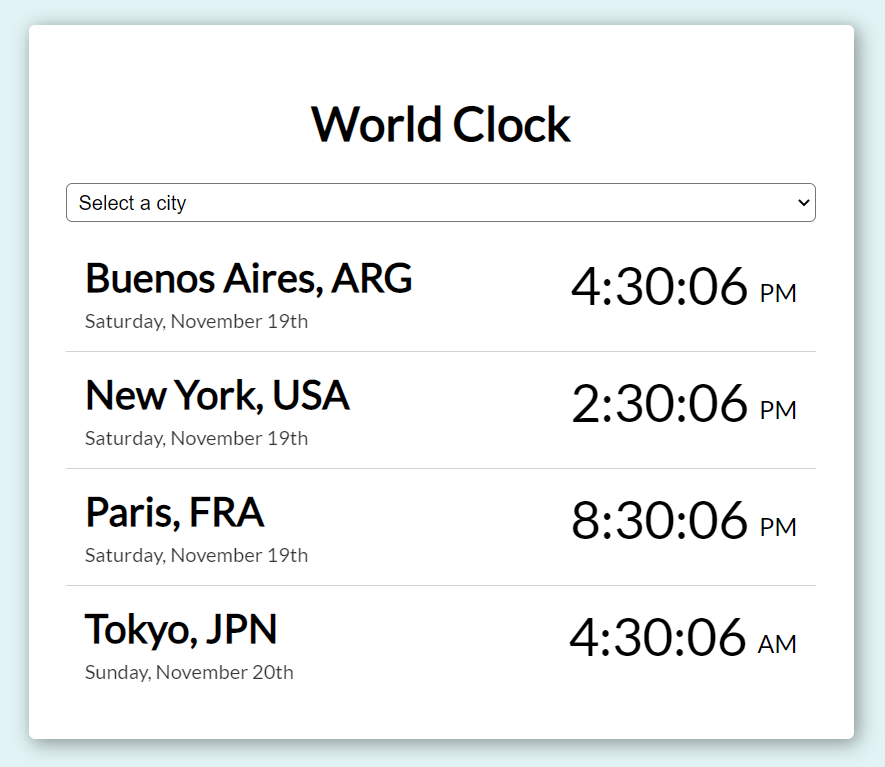 World Clock
Select a city
Buenos Aires, ARG
4:30:06 PM
Saturday, November 19th
New York, USA
2:30:06 PM
Saturday, November 19th
Paris, FRA
8:30:06 PM
Saturday, November 19th
Tokyo, JPN
4:30:06 AM
Sunday, November 20th